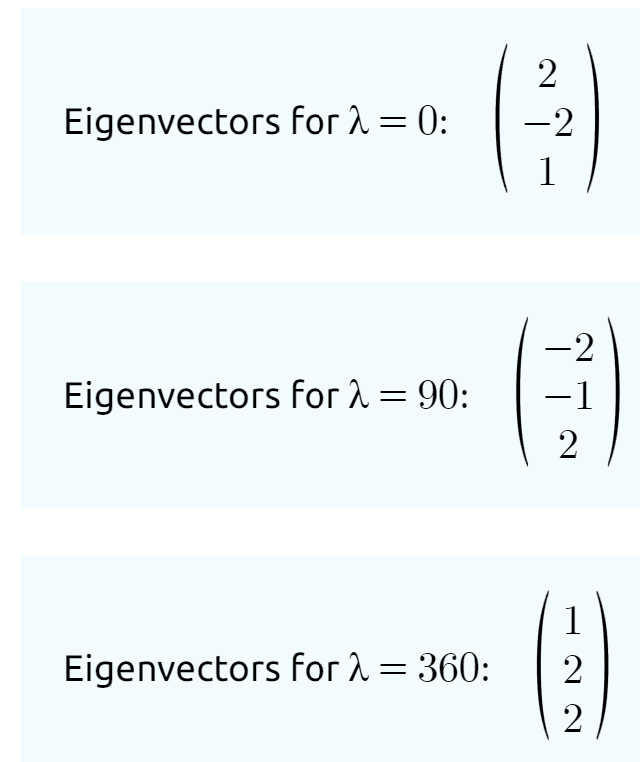 Eigenvectors for λ = 0: ( 2 −2 1 )
Eigenvectors for λ = 90: ( −2 −1 2 )
Eigenvectors for λ = 360: ( 1 2 2 )